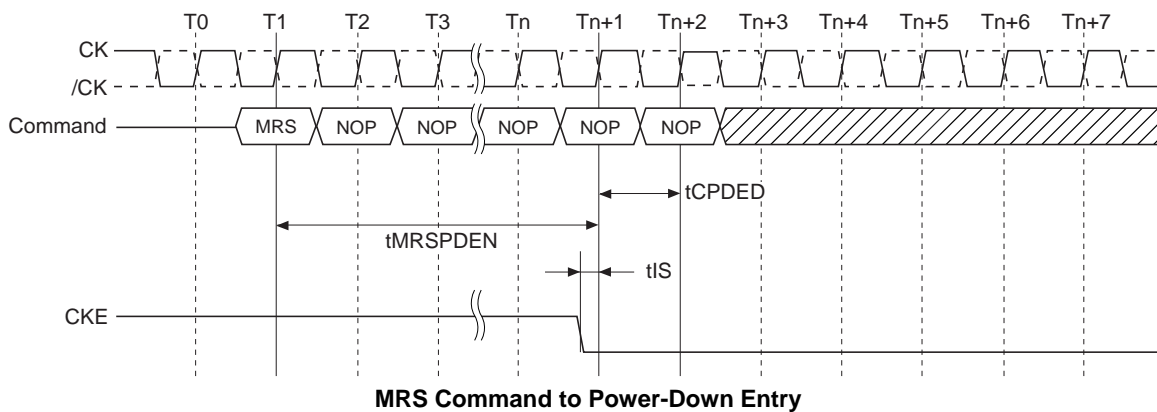 T0 T1 T2 T3 Tn Tn+1 Tn+2 Tn+3 Tn+4 Tn+5 Tn+6 Tn+7
CK
/CK
Command MRS NOP NOP NOP NOP NOP
tCPDED
tMRSPDEN
tIS
CKE
MRS Command to Power-Down Entry